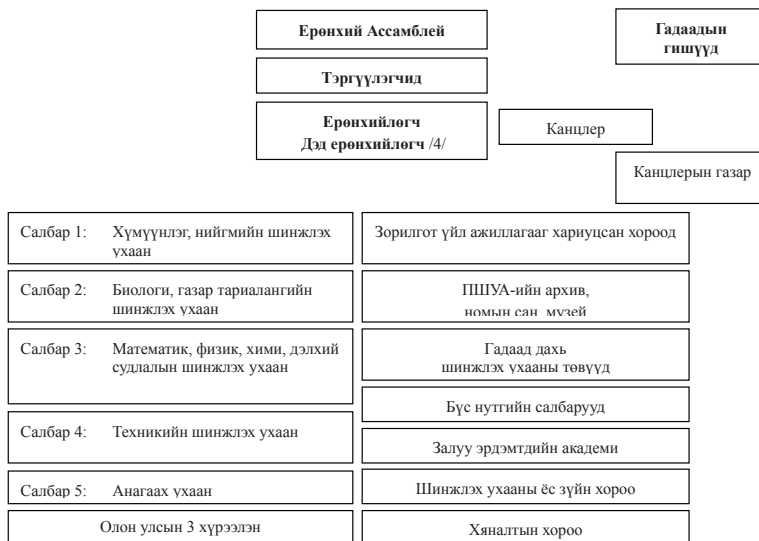 Ерөнхий Ассамблей
Гадаадын
гишүүд
Тэргүүлэгчид
Ерөнхийлөгч
Дэд ерөнхийлөгч /4/
Канцлер
Канцлерын газар
Салбар 1: Хүмүүнлэг, нийгмийн шинжлэх
ухаан
Салбар 2: Биологи, газар тариалангийн
шинжлэх ухаан
Салбар 3: Математик, физик, хими, дэлхий
судлалын шинжлэх ухаан
Салбар 4: Техникийн шинжлэх ухаан
Салбар 5: Анагаах ухаан
Олон улсын 3 хүрээлэн
Зорилгот үйл ажиллагааг хариуцсан хороод
ПШУА-ийн архив,
номын сан, музей
Гадаад дахь
шинжлэх ухааны төвүүд
Бүс нутгийн салбарууд
Залуу эрдэмтдийн академи
Шинжлэх ухааны ёс зүйн хороо
Хяналтын хороо